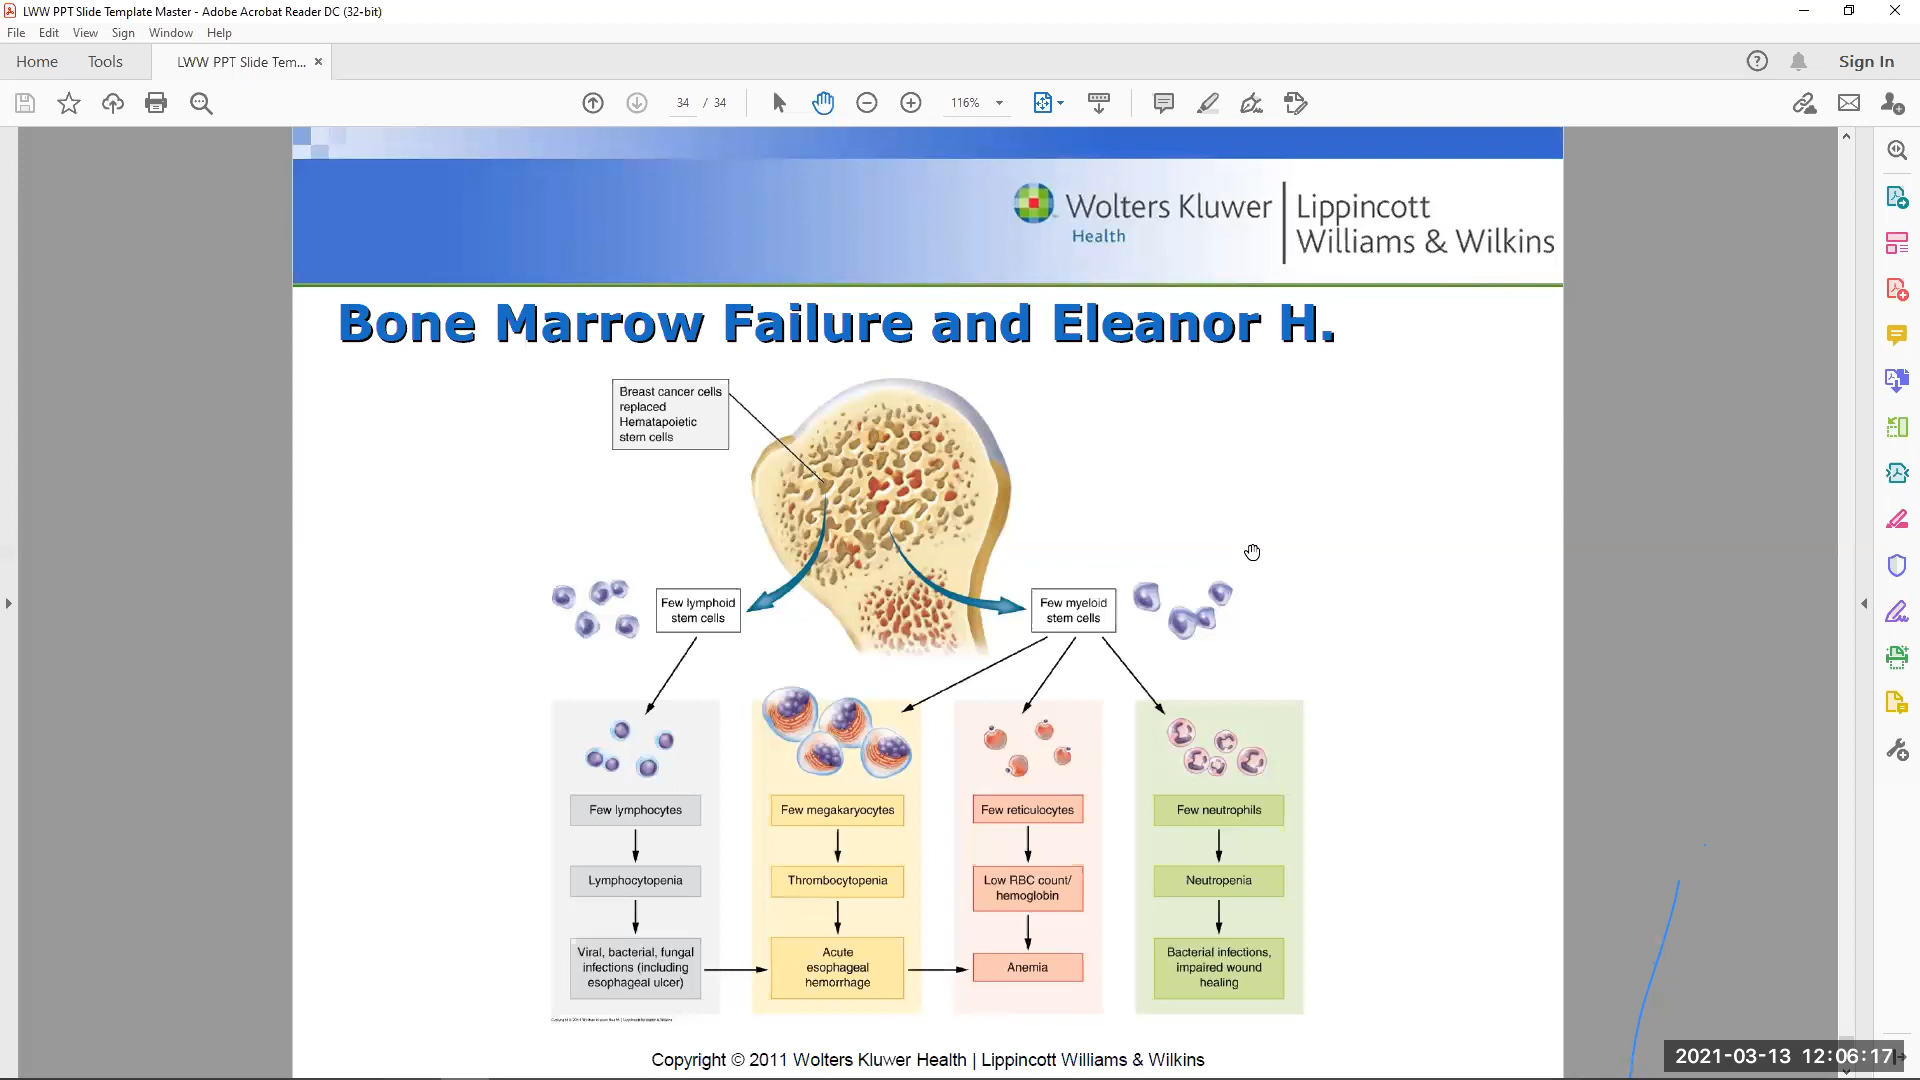 LWW PPT Slide Template Master - Adobe Acrobat Reader DC (32-bit)
File Edit View Sign Window Help
Home Tools LWW PPT Slide Tem... × Sign In
34 / 34 116%
Wolters Kluwer
Health
Lippincott
Williams & Wilkins
Bone Marrow Failure and Eleanor H.
Breast cancer cells
replaced
Hematapoietic
stem cells
Few lymphoid
stem cells
Few myeloid
stem cells
Few lymphocytes
Lymphocytopenia
Viral, bacterial, fungal
infections (including
esophageal ulcer)
Few megakaryocytes
Thrombocytopenia
Acute
esophageal
hemorrhage
Few reticulocytes
Low RBC count/
hemoglobin
Anemia
Few neutrophils
Neutropenia
Bacterial infections,
impaired wound
healing
Copyright © 2011 Wolters Kluwer Health | Lippincott Williams & Wilkins
2021-03-13 12:06:17